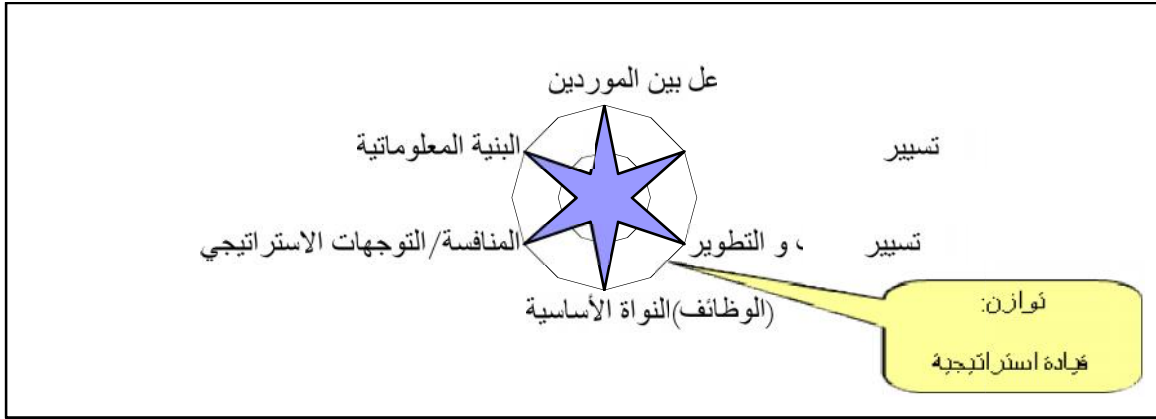 عل بين الموردين
البنية المعلوماتية
تسيير
المنافسة/التوجهات الاستراتيجي
و التطوير
تسيير
(الوظائف)النواة الأساسية
توازن:
قيادة استراتيجية